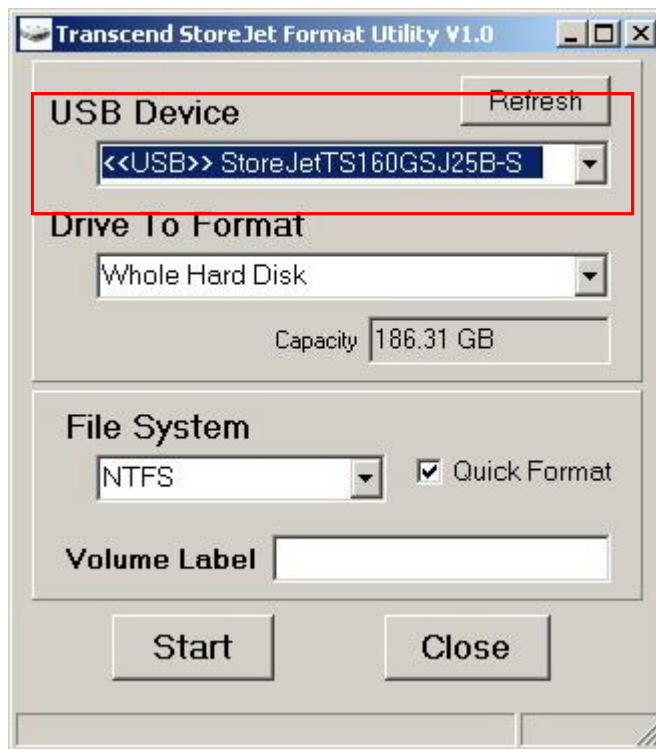 Transcend StoreJet Format Utility V1.0
Refresh
USB Device
<<USB>> StoreJetTS160GSJ25B-S
Drive To Format
Whole Hard Disk
Capacity 186.31 GB
File System
NTFS
Quick Format
Volume Label
Start Close